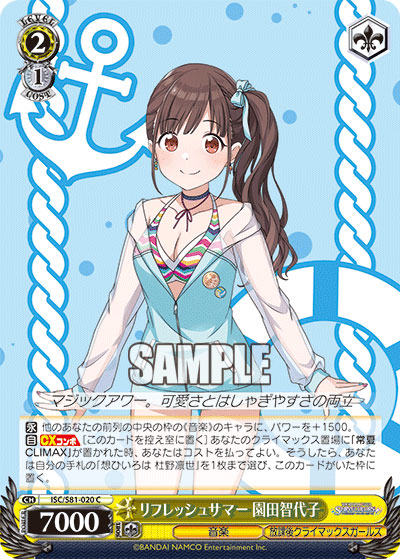 LEVEL
2
1
COST
SAMPLE
マジックアワー。可愛さとはしゃぎやすさの両立――
永 他のあなたの前列の中央の枠の《音楽》のキャラに、パワーを+1500。
自 CXコンボ [このカードを控え室に置く] あなたのクライマックス置場に「常夏
CLIMAX」が置かれた時、あなたはコストを払ってよい。そうしたら、あな
たは自分の手札の「想ひいろは 杜野凛世」を1枚まで選び、このカードがいた枠に
置く。
CH ISC/S81-020 C
7000
リフレッシュサマー 園田智代子
音楽
放課後クライマックスガールズ
©BANDAI NAMCO Entertainment Inc.